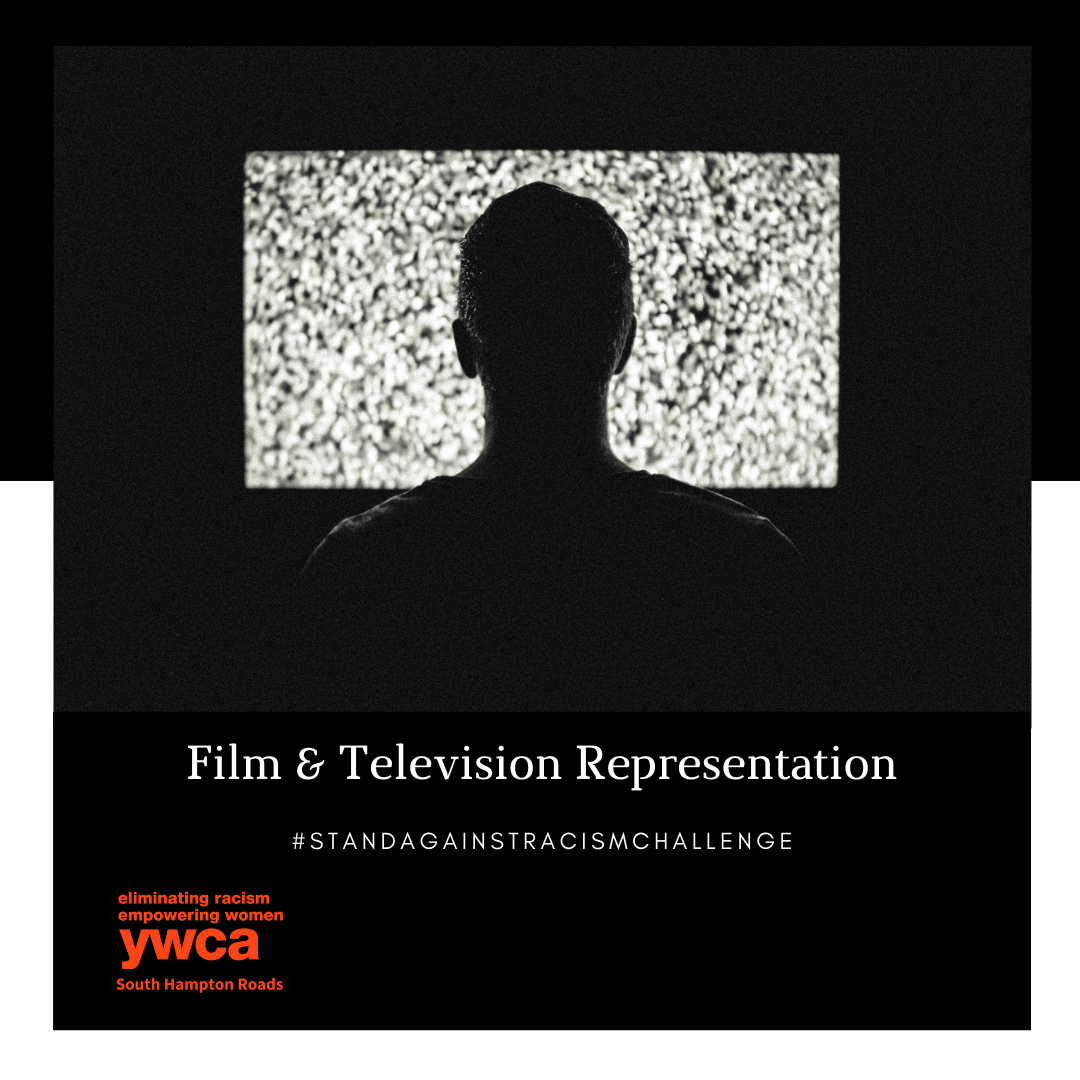 Film & Television Representation
#STANDAGAINSTRACISMCHALLENGE
eliminating racism
empowering women
ywca
South Hampton Roads